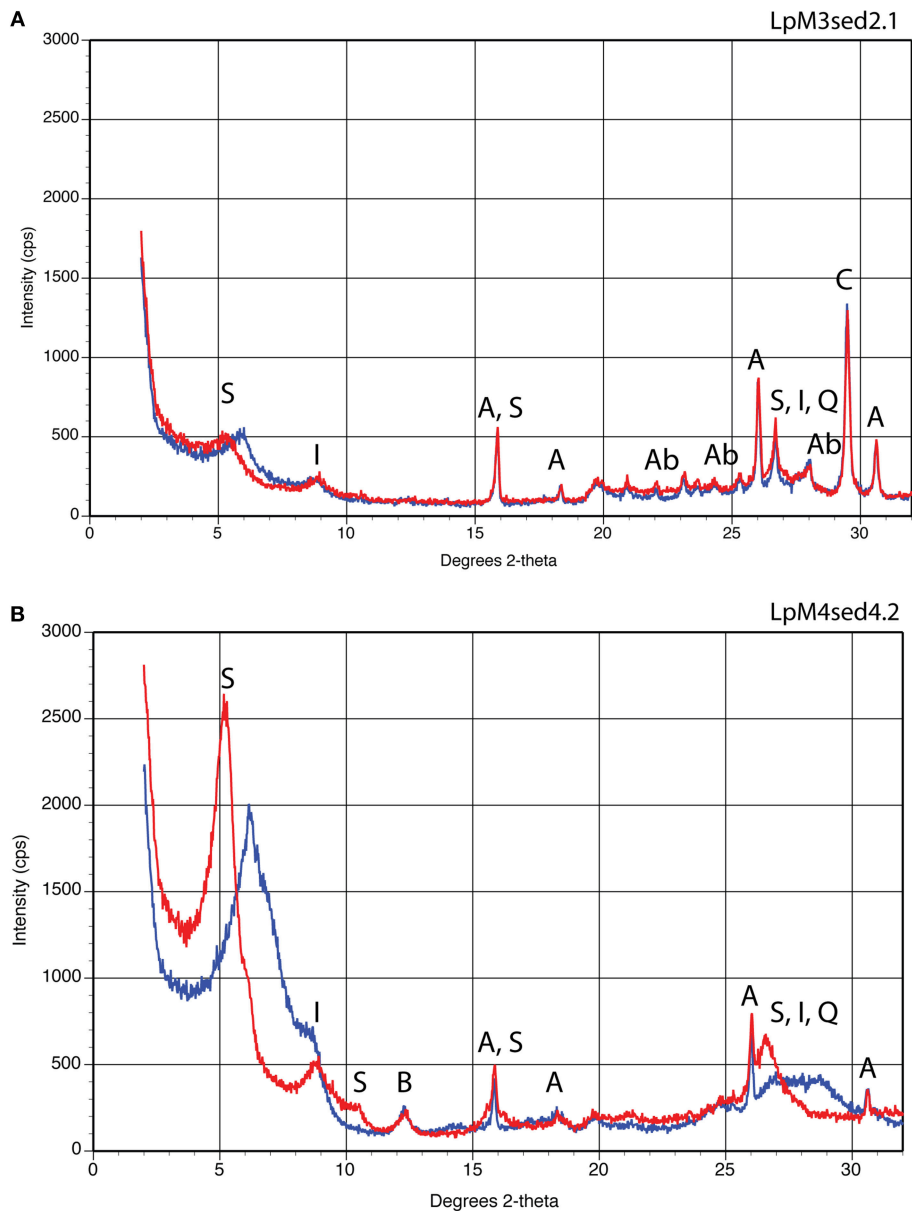 A
LpM3sed2.1
3000
2500
2000
1500
1000
500
0
Intensity (cps)
S
I
A, S
A
Ab
Ab
A
S, I, Q
Ab
C
A
0
5
10
15
20
25
30
Degrees 2-theta
B
LpM4sed4.2
3000
2500
2000
1500
1000
500
0
Intensity (cps)
S
I
S
B
A, S
A
A
S, I, Q
A
0
5
10
15
20
25
30
Degrees 2-theta